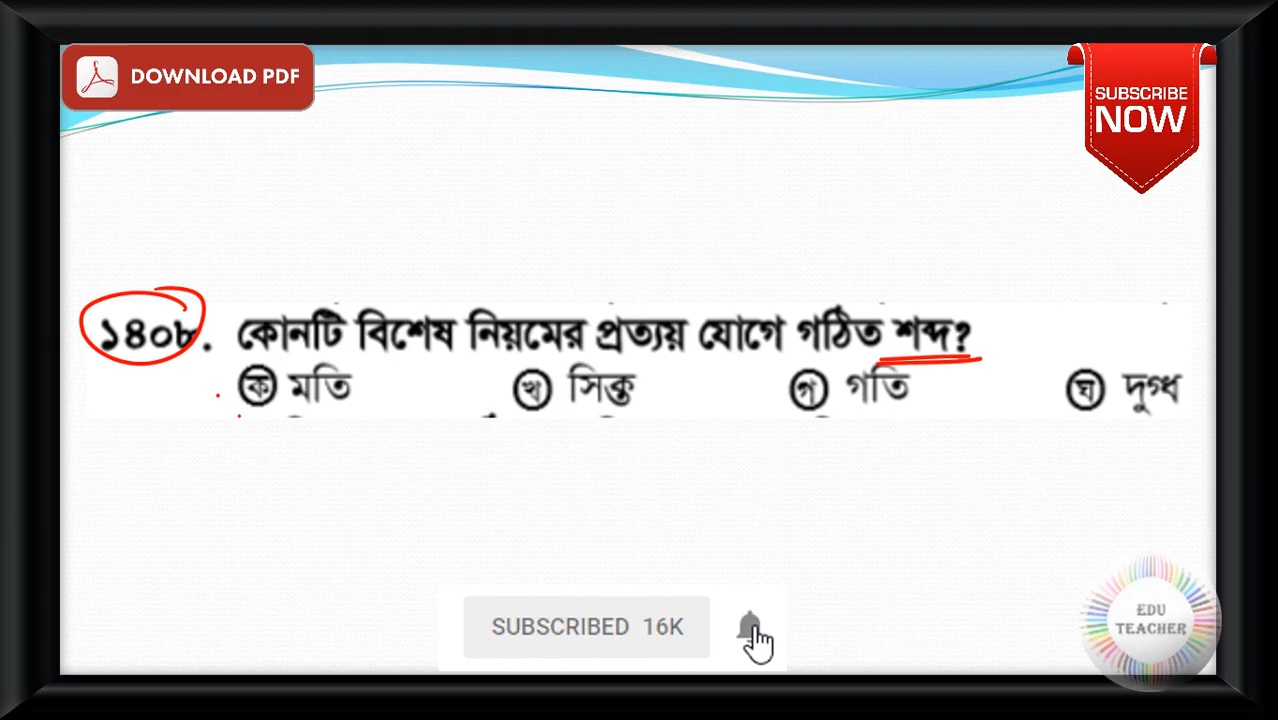 DOWNLOAD PDF
SUBSCRIBE
NOW
১৪০৮. কোনটি বিশেষ নিয়মের প্রত্যয় যোগে গঠিত শব্দ?
ক মতি খ সিক্ত গ গতি ঘ দুগ্ধ
SUBSCRIBED 16K
EDU
TEACHER